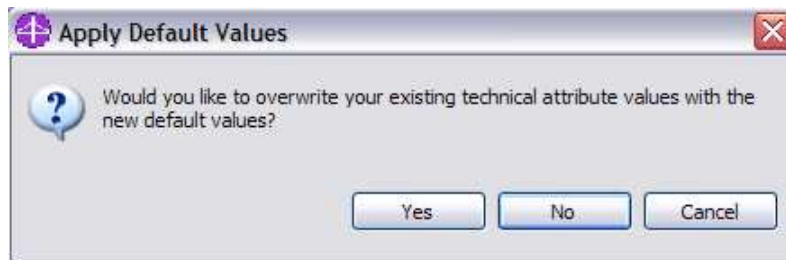 Apply Default Values
Would you like to overwrite your existing technical attribute values with the
new default values?
Yes No Cancel